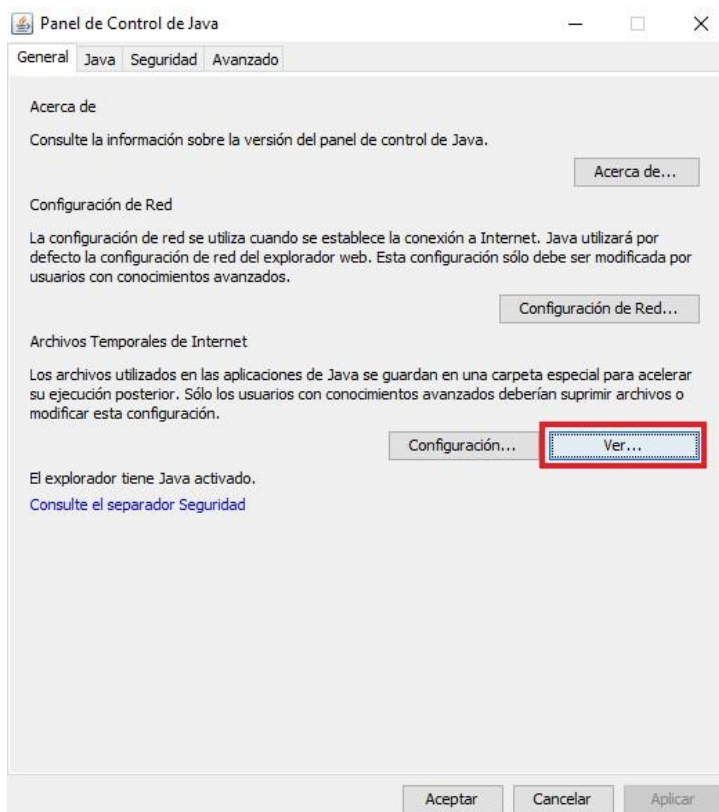 Panel de Control de Java
General Java Seguridad Avanzado
Acerca de
Consulte la información sobre la versión del panel de control de Java.
Acerca de...
Configuración de Red
La configuración de red se utiliza cuando se establece la conexión a Internet. Java utilizará por
defecto la configuración de red del explorador web. Esta configuración sólo debe ser modificada por
usuarios con conocimientos avanzados.
Configuración de Red...
Archivos Temporales de Internet
Los archivos utilizados en las aplicaciones de Java se guardan en una carpeta especial para acelerar
su ejecución posterior. Sólo los usuarios con conocimientos avanzados deberían suprimir archivos o
modificar esta configuración.
Configuración... Ver...
El explorador tiene Java activado.
Consulte el separador Seguridad
Aceptar Cancelar Aplicar